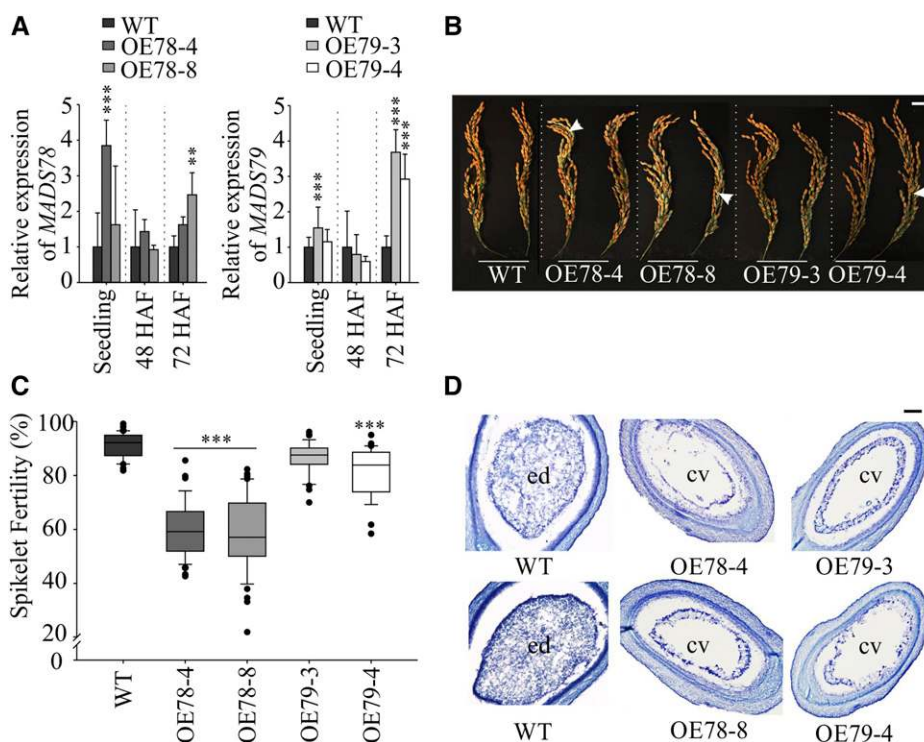 A
WT
OE78-4
OE78-8
Relative expression
of MADS78
5
4
3
2
1
0
***
**
Seedling
48 HAF
72 HAF
WT
OE79-3
OE79-4
Relative expression
of MADS79
5
4
3
2
1
0
***
***
***
Seedling
48 HAF
72 HAF
B
WT
OE78-4
OE78-8
OE79-3
OE79-4
C
Spikelet Fertility (%)
100
80
60
40
20
0
***
***
WT
OE78-4
OE78-8
OE79-3
OE79-4
D
ed
cv
cv
WT
OE78-4
OE79-3
ed
cv
cv
WT
OE78-8
OE79-4